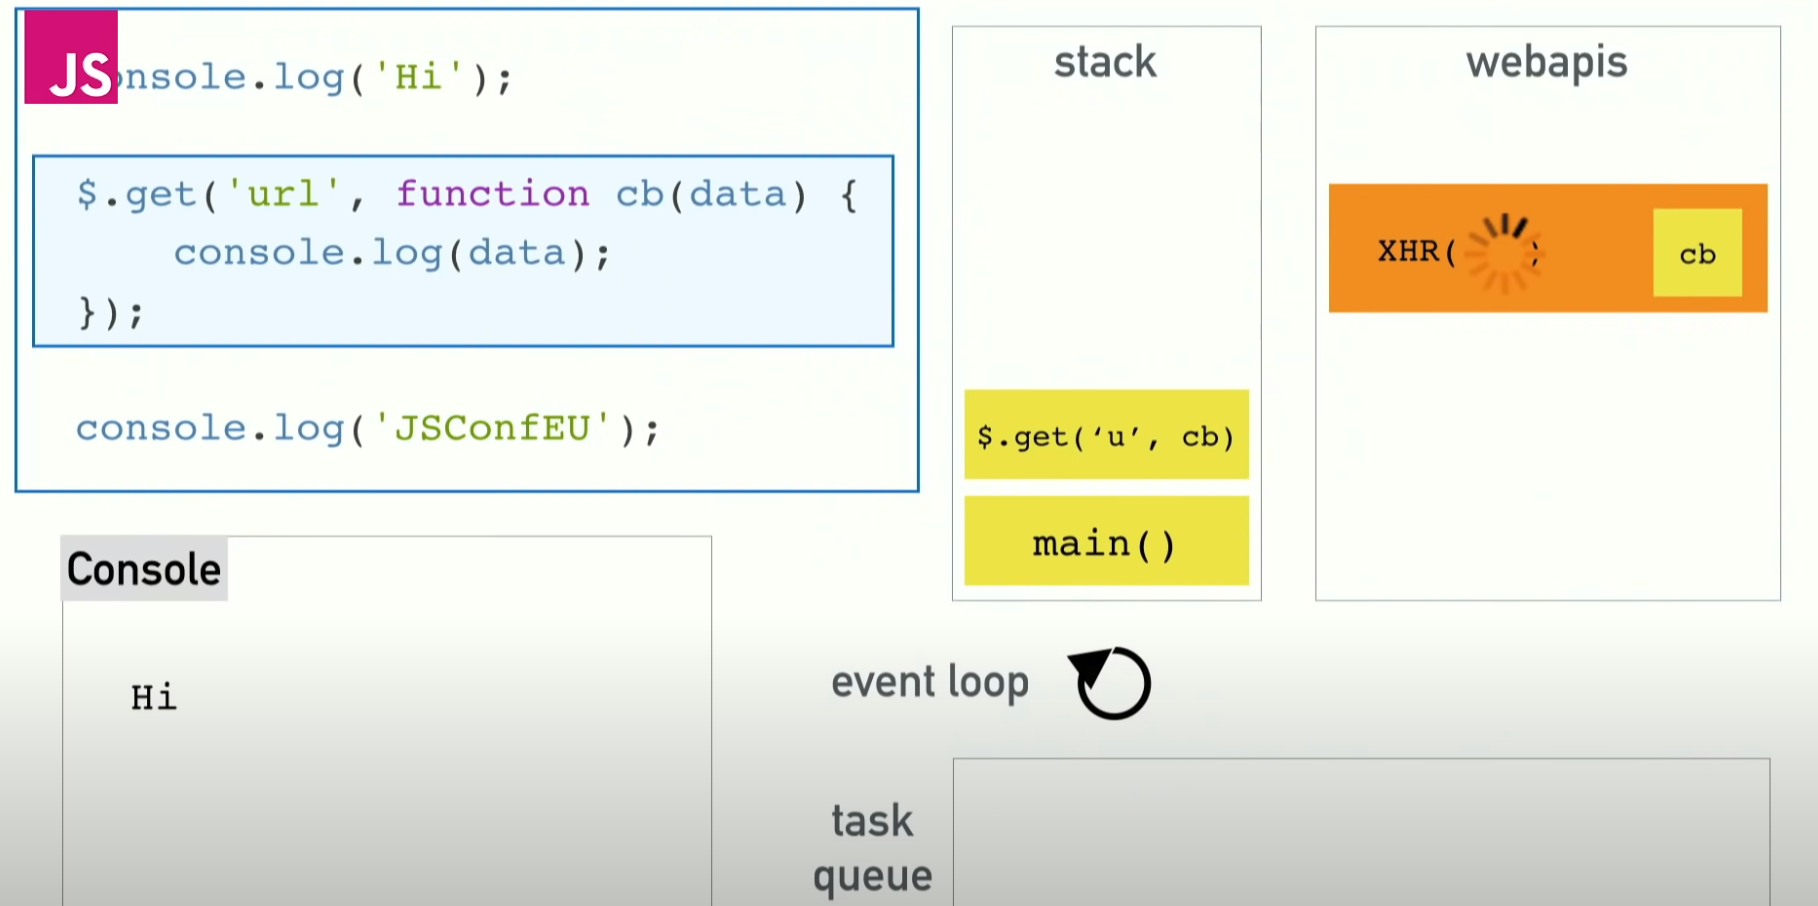 JS
onsole.log('Hi');
$.get('url', function cb(data) {
    console.log(data);
});
console.log('JSConfEU');
Console
Hi
stack
$.get(‘u’, cb)
main()
webapis
XHR( )
cb
event loop
task
queue